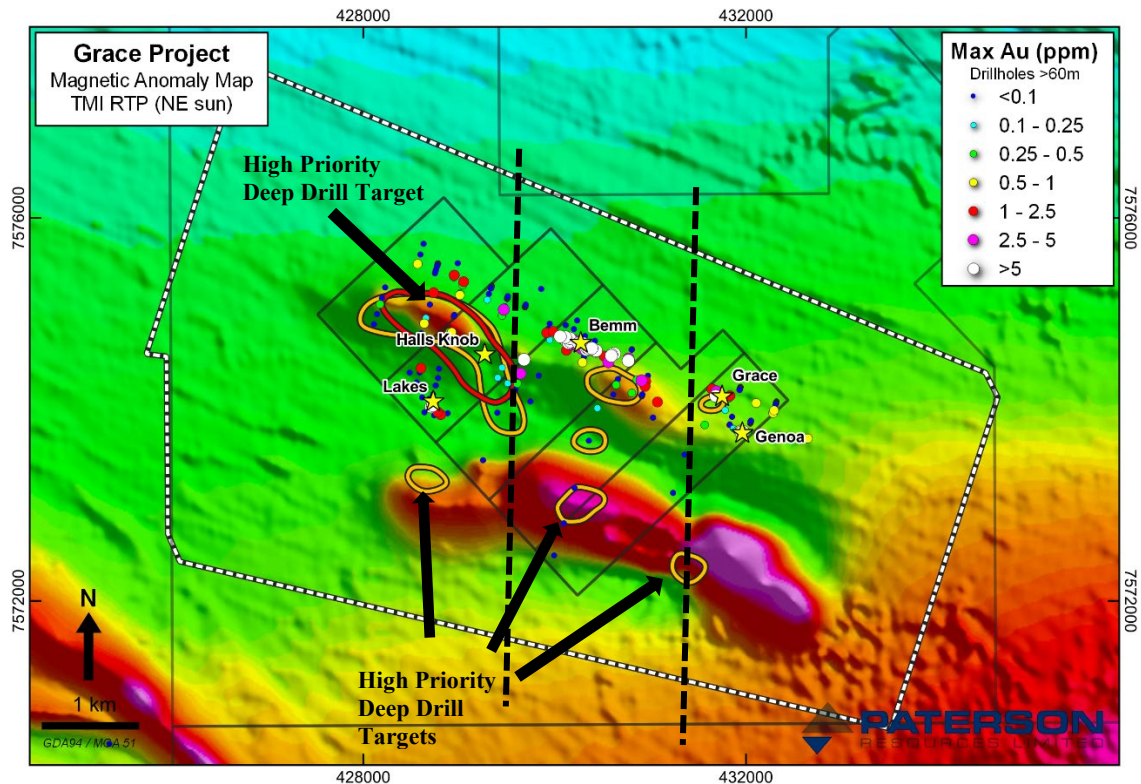 428000
432000
Grace Project
Magnetic Anomaly Map
TMI RTP (NE sun)
Max Au (ppm)
Drillholes >60m
<0.1
0.1 - 0.25
0.25 - 0.5
0.5 - 1
1 - 2.5
2.5 - 5
>5
High Priority
Deep Drill Target
7576000
7576000
Bemm
Halls Knob
Grace
Lakes
Genoa
7572000
7572000
N
1 km
High Priority
Deep Drill
Targets
GDA94 / MGA 51
PATERSON
RESOURCES LIMITED
428000
432000